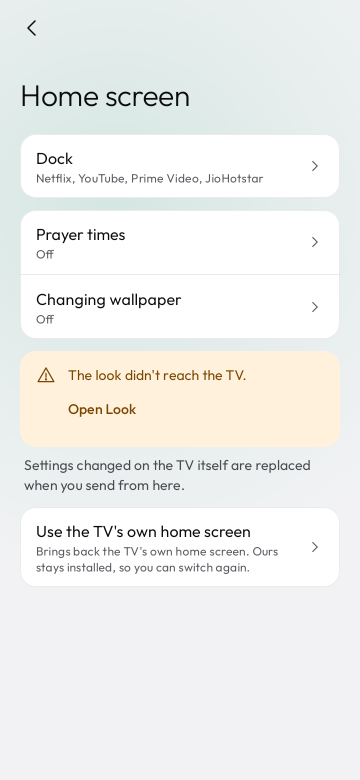 Home screen
Dock
Netflix, YouTube, Prime Video, JioHotstar
Prayer times
Off
Changing wallpaper
Off
The look didn't reach the TV.
Open Look
Settings changed on the TV itself are replaced
when you send from here.
Use the TV's own home screen
Brings back the TV's own home screen. Ours
stays installed, so you can switch again.